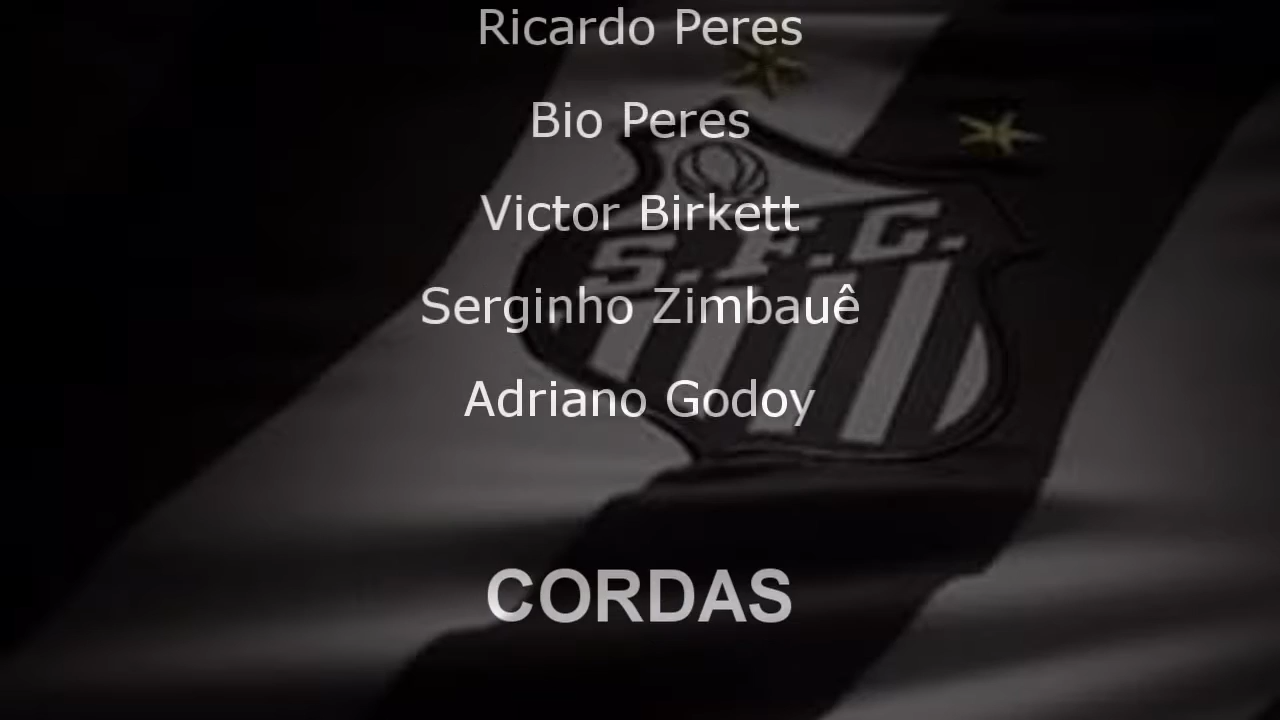 Ricardo Peres
Bio Peres
Victor Birkett
S.F.C.
Serginho Zimbauê
Adriano Godoy
CORDAS